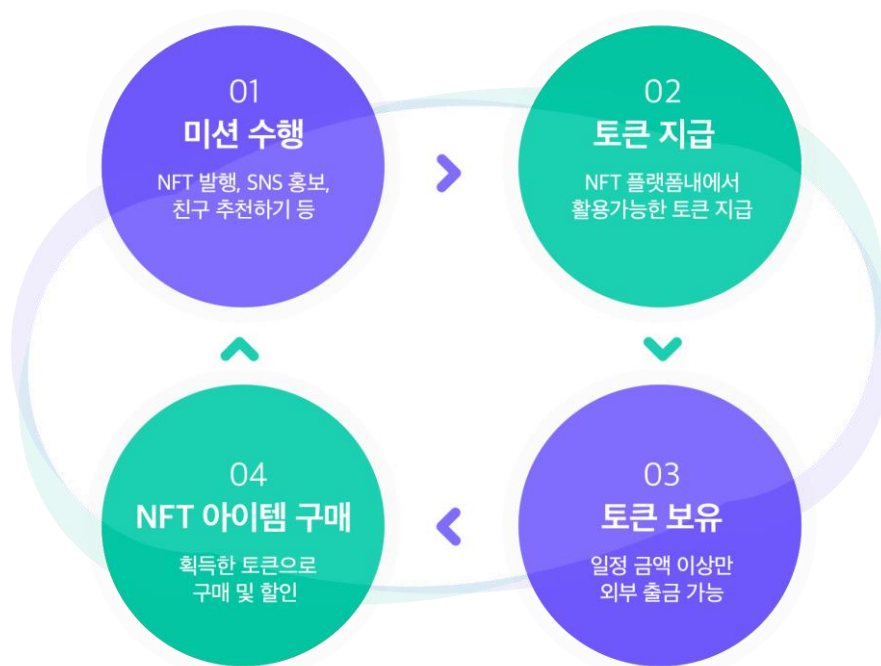 01
미션 수행
NFT 발행, SNS 홍보,
친구 추천하기 등
02
토큰 지급
NFT 플랫폼내에서
활용가능한 토큰 지급
03
토큰 보유
일정 금액 이상만
외부 출금 가능
04
NFT 아이템 구매
획득한 토큰으로
구매 및 할인